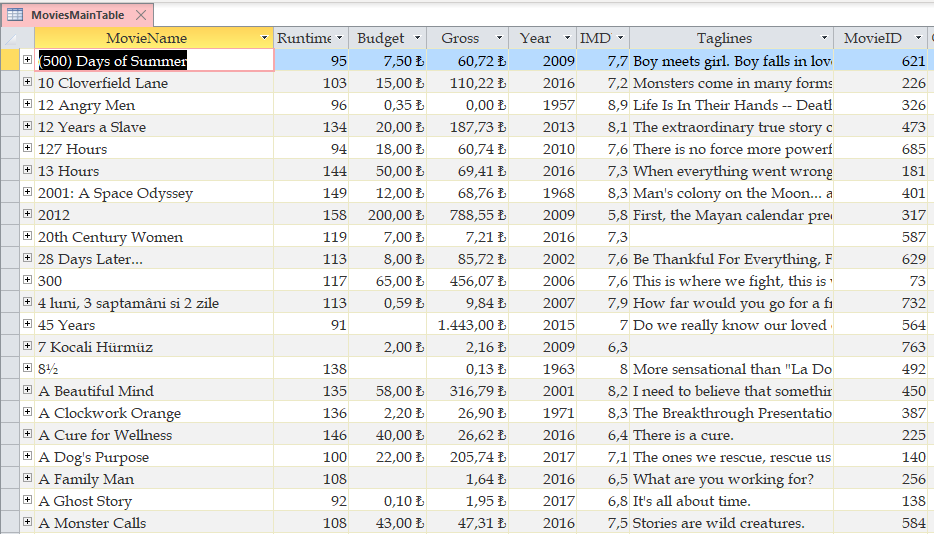 MoviesMainTable
MovieName Runtime Budget Gross Year IMD Taglines MovieID
(500) Days of Summer 95 7,50 ₺ 60,72 ₺ 2009 7,7 Boy meets girl. Boy falls in lov 621
10 Cloverfield Lane 103 15,00 ₺ 110,22 ₺ 2016 7,2 Monsters come in many forms 226
12 Angry Men 96 0,35 ₺ 0,00 ₺ 1957 8,9 Life Is In Their Hands -- Death 326
12 Years a Slave 134 20,00 ₺ 187,73 ₺ 2013 8,1 The extraordinary true story o 473
127 Hours 94 18,00 ₺ 60,74 ₺ 2010 7,6 There is no force more powerf 685
13 Hours 144 50,00 ₺ 69,41 ₺ 2016 7,3 When everything went wrong 181
2001: A Space Odyssey 149 12,00 ₺ 68,76 ₺ 1968 8,3 Man's colony on the Moon... a 401
2012 158 200,00 ₺ 788,55 ₺ 2009 5,8 First, the Mayan calendar pred 317
20th Century Women 119 7,00 ₺ 7,21 ₺ 2016 7,3 587
28 Days Later... 113 8,00 ₺ 85,72 ₺ 2002 7,6 Be Thankful For Everything, F 629
300 117 65,00 ₺ 456,07 ₺ 2006 7,6 This is where we fight, this is 73
4 luni, 3 saptamâni si 2 zile 113 0,59 ₺ 9,84 ₺ 2007 7,9 How far would you go for a fr 732
45 Years 91 1.443,00 ₺ 2015 7 Do we really know our loved 564
7 Kocali Hürmüz 2,00 ₺ 2,16 ₺ 2009 6,3 763
8½ 138 0,13 ₺ 1963 8 More sensational than "La Do 492
A Beautiful Mind 135 58,00 ₺ 316,79 ₺ 2001 8,2 I need to believe that somethin 450
A Clockwork Orange 136 2,20 ₺ 26,90 ₺ 1971 8,3 The Breakthrough Presentatio 387
A Cure for Wellness 146 40,00 ₺ 26,62 ₺ 2016 6,4 There is a cure. 225
A Dog's Purpose 100 22,00 ₺ 205,74 ₺ 2017 7,1 The ones we rescue, rescue us 140
A Family Man 108 1,64 ₺ 2016 6,5 What are you working for? 256
A Ghost Story 92 0,10 ₺ 1,95 ₺ 2017 6,8 It's all about time. 138
A Monster Calls 108 43,00 ₺ 47,31 ₺ 2016 7,5 Stories are wild creatures. 584